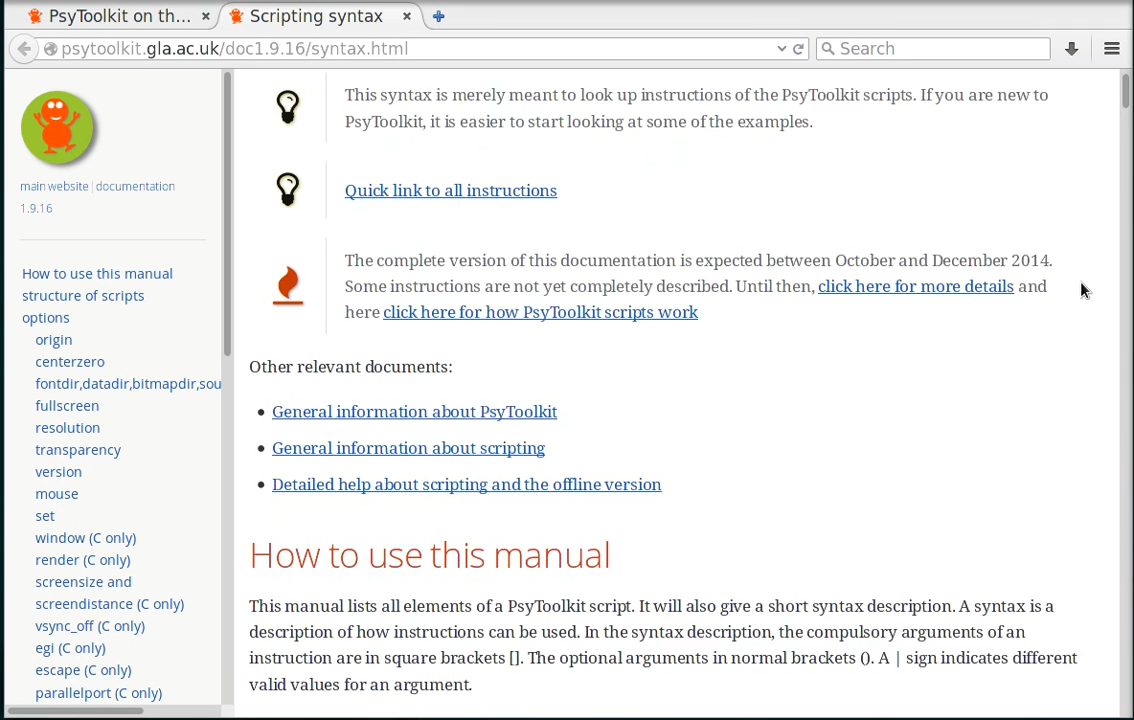 PsyToolkit on th...
Scripting syntax
psytoolkit.gla.ac.uk/doc1.9.16/syntax.html
Search
main website | documentation
1.9.16
How to use this manual
structure of scripts
options
origin
centerzero
fontdir,datadir,bitmapdir,sou
fullscreen
resolution
transparency
version
mouse
set
window (C only)
render (C only)
screensize and
screendistance (C only)
vsync_off (C only)
egi (C only)
escape (C only)
parallelport (C only)
This syntax is merely meant to look up instructions of the PsyToolkit scripts. If you are new to
PsyToolkit, it is easier to start looking at some of the examples.
Quick link to all instructions
The complete version of this documentation is expected between October and December 2014.
Some instructions are not yet completely described. Until then, click here for more details and
here click here for how PsyToolkit scripts work
Other relevant documents:
• General information about PsyToolkit
• General information about scripting
• Detailed help about scripting and the offline version
How to use this manual
This manual lists all elements of a PsyToolkit script. It will also give a short syntax description. A syntax is a
description of how instructions can be used. In the syntax description, the compulsory arguments of an
instruction are in square brackets []. The optional arguments in normal brackets (). A | sign indicates different
valid values for an argument.